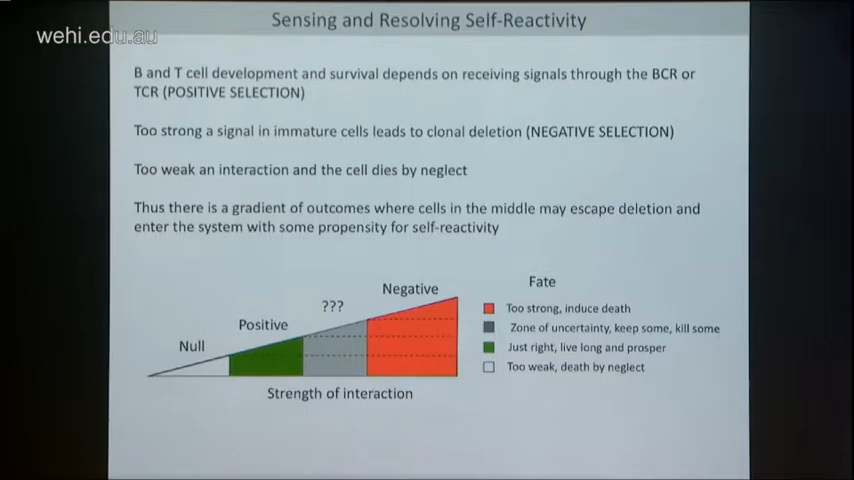 Sensing and Resolving Self-Reactivity
wehi.edu.au
B and T cell development and survival depends on receiving signals through the BCR or
TCR (POSITIVE SELECTION)
Too strong a signal in immature cells leads to clonal deletion (NEGATIVE SELECTION)
Too weak an interaction and the cell dies by neglect
Thus there is a gradient of outcomes where cells in the middle may escape deletion and
enter the system with some propensity for self-reactivity
Null
Positive
???
Negative
Strength of interaction
Fate
Too strong, induce death
Zone of uncertainty, keep some, kill some
Just right, live long and prosper
Too weak, death by neglect